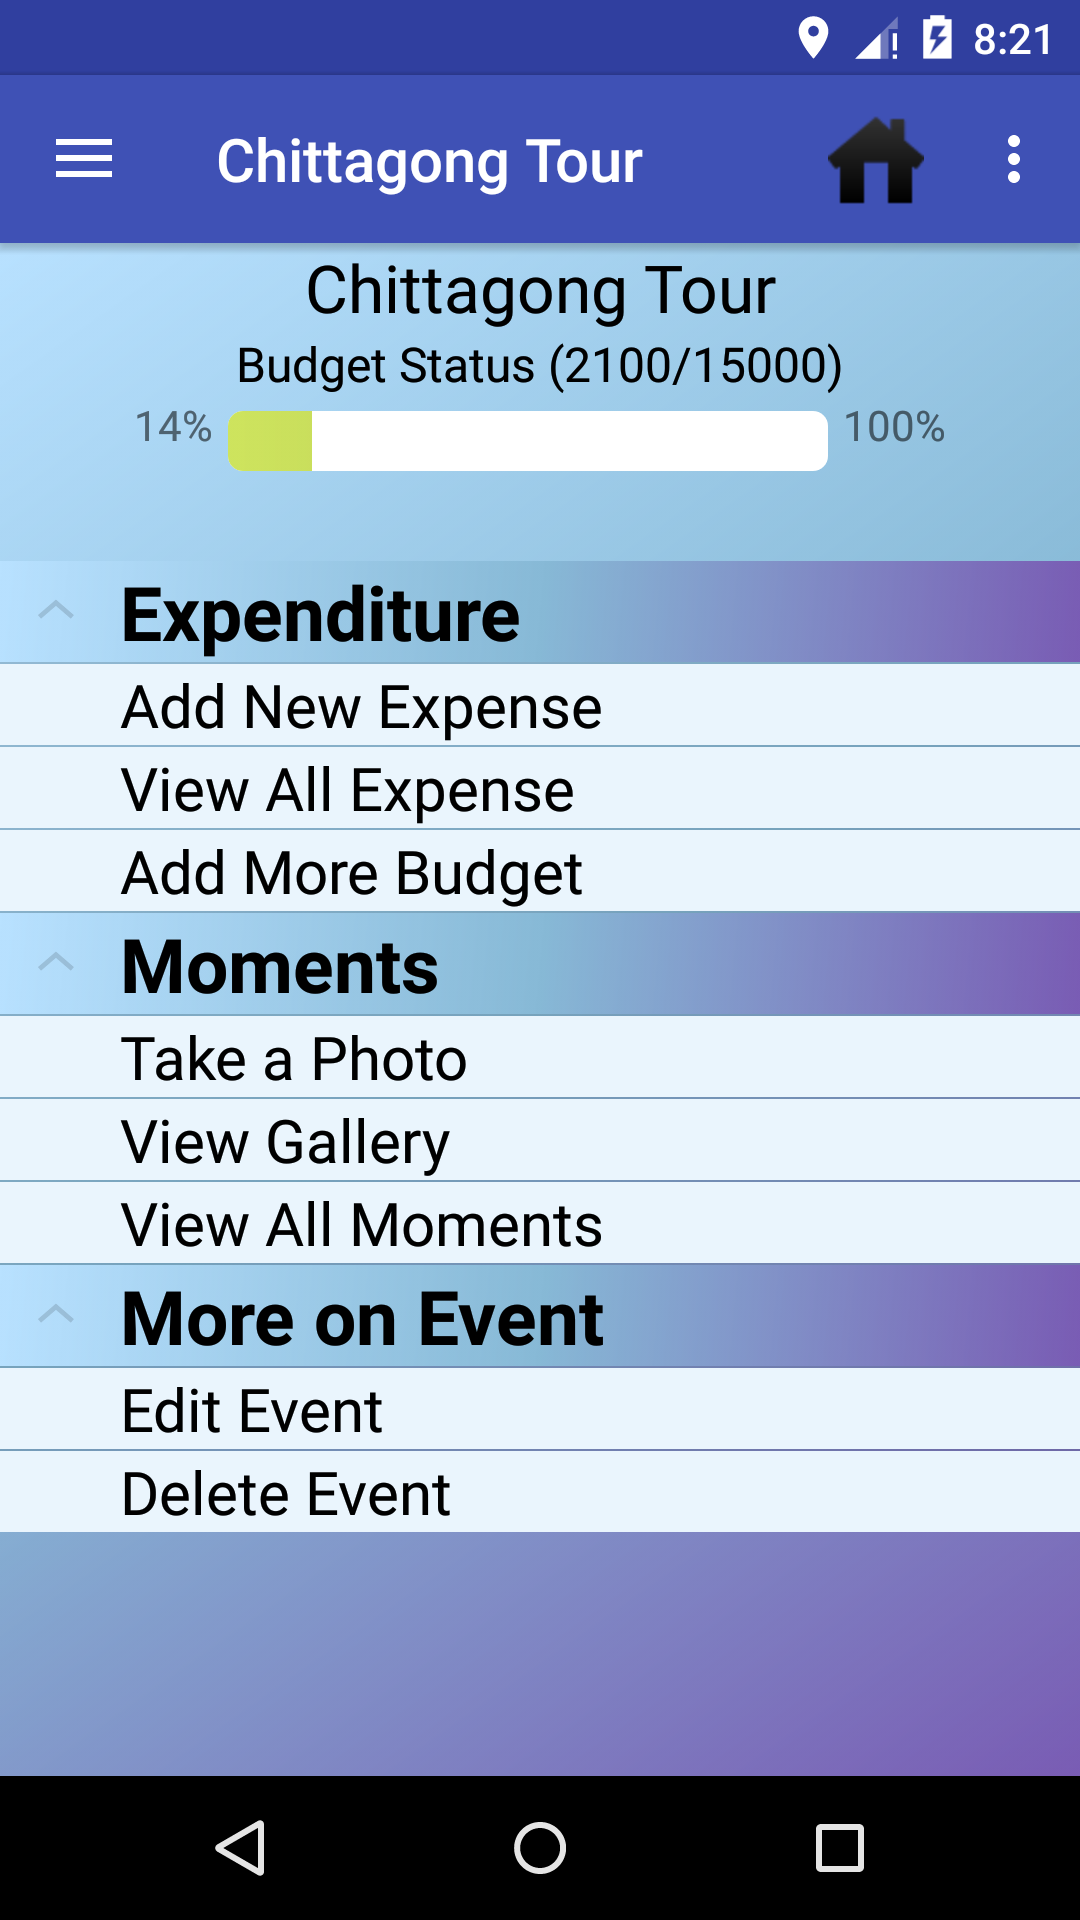 8:21
Chittagong Tour
Chittagong Tour
Budget Status (2100/15000)
14% 100%
Expenditure
Add New Expense
View All Expense
Add More Budget
Moments
Take a Photo
View Gallery
View All Moments
More on Event
Edit Event
Delete Event